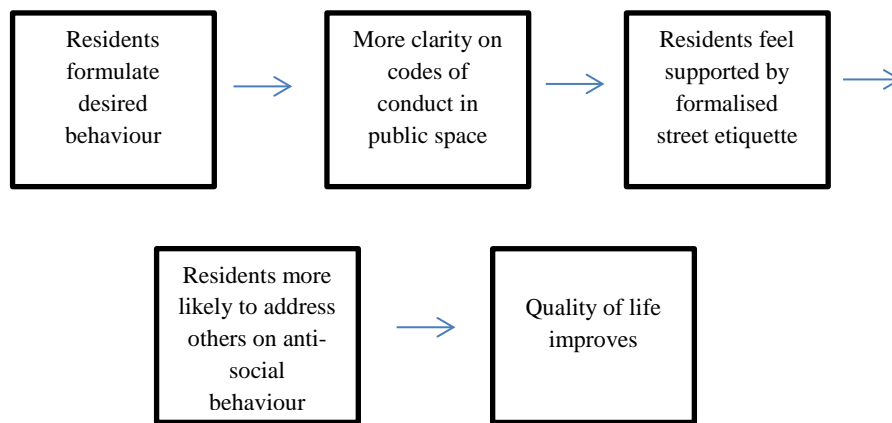 Residents
formulate
desired
behaviour
More clarity on
codes of
conduct in
public space
Residents feel
supported by
formalised
street etiquette
Residents more
likely to address
others on anti-
social
behaviour
Quality of life
improves